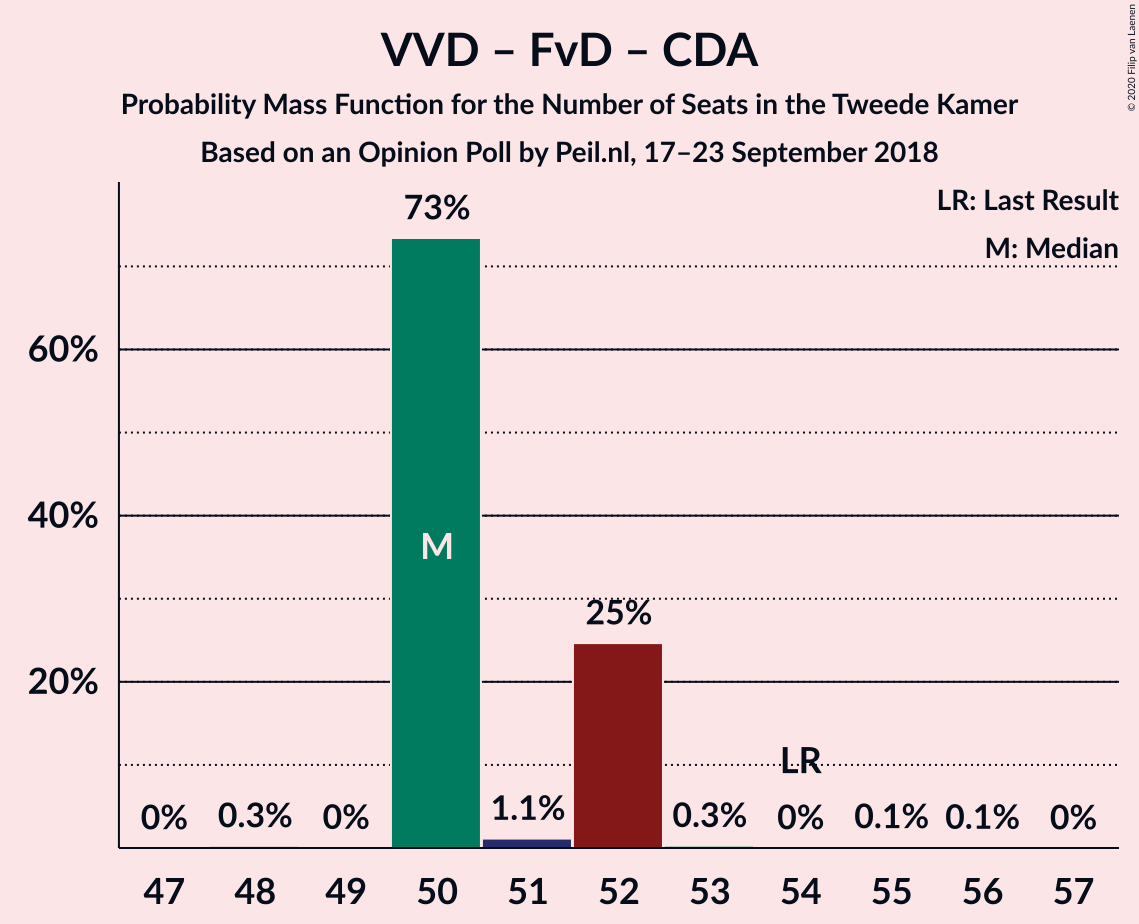 VVD – FvD – CDA
Probability Mass Function for the Number of Seats in the Tweede Kamer
Based on an Opinion Poll by Peil.nl, 17–23 September 2018
© 2020 Filip van Laenen
LR: Last Result
M: Median
73%
60%
40%
20%
M
25%
LR
0% 0.3% 0% 1.1% 0.3% 0% 0.1% 0.1% 0%
47 48 49 50 51 52 53 54 55 56 57